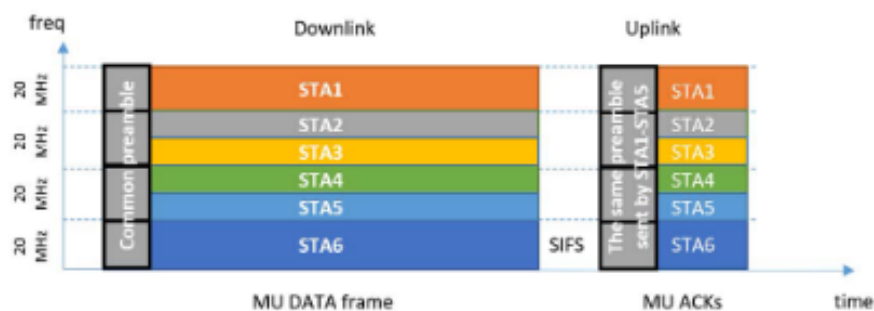 freq
Downlink
Uplink
20
MHz
20
MHz
20
MHz
20
MHz
Common preamble
STA1
STA2
STA3
STA4
STA5
STA6
SIFS
The same preamble
sent by STA1-STA5
STA1
STA2
STA3
STA4
STA5
STA6
MU DATA frame
MU ACKs
time